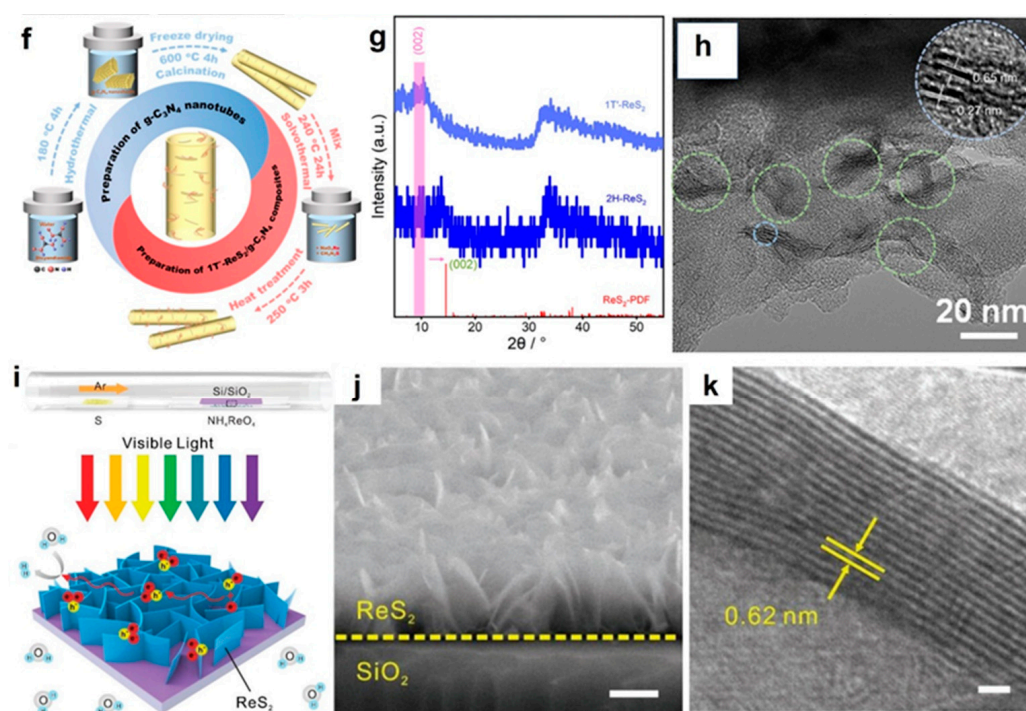 f
Freeze drying
600 °C 4h
Calcination
180 °C 4h
Hydrothermal
Preparation of g-C₃N₄ nanotubes
Mix
240 °C 24h
Solvothermal
Preparation of 1T'-ReS₂/g-C₃N₄ composites
Heat treatment
250 °C 3h
C N H
g
(002)
1T'-ReS₂
2H-ReS₂
(002)
ReS₂-PDF
Intensity (a.u.)
10 20 30 40 50
2θ / °
h
0.65 nm
0.27 nm
20 nm
i
Ar
Si/SiO₂
S
NH₄ReO₄
Visible Light
O
H
H
ReS₂
j
ReS₂
SiO₂
k
0.62 nm